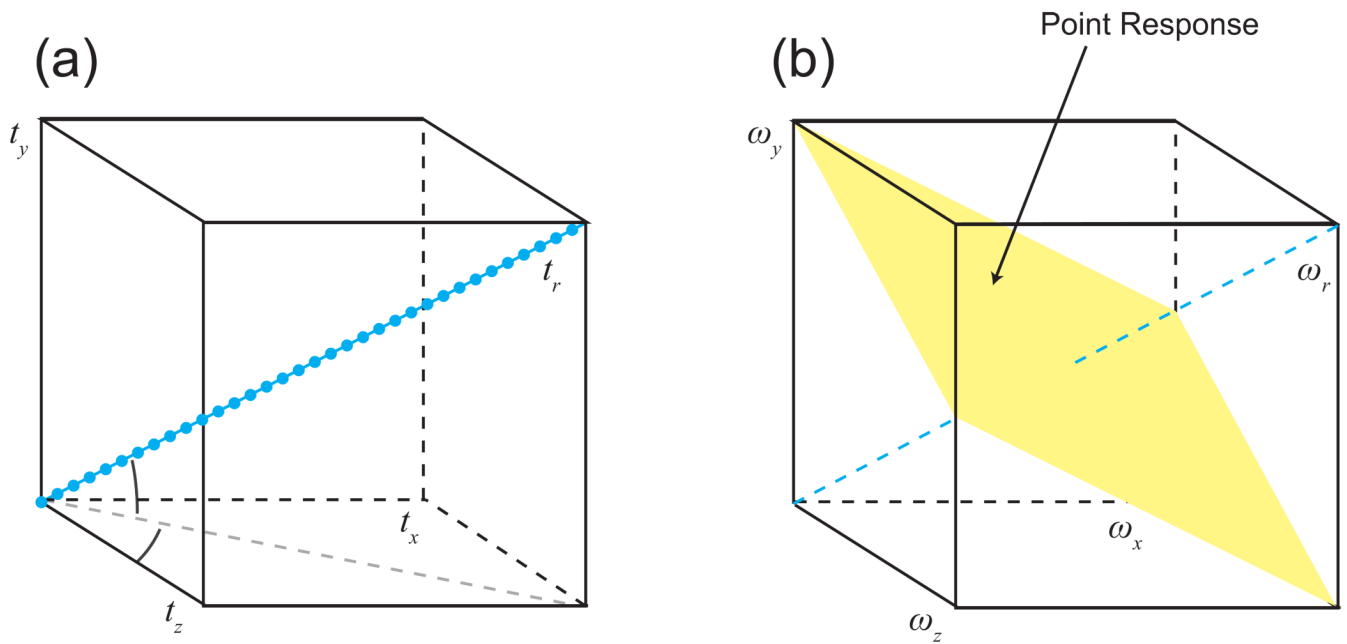 (a)
t_y
t_r
t_x
t_z
(b)
Point Response
ω_y
ω_r
ω_x
ω_z